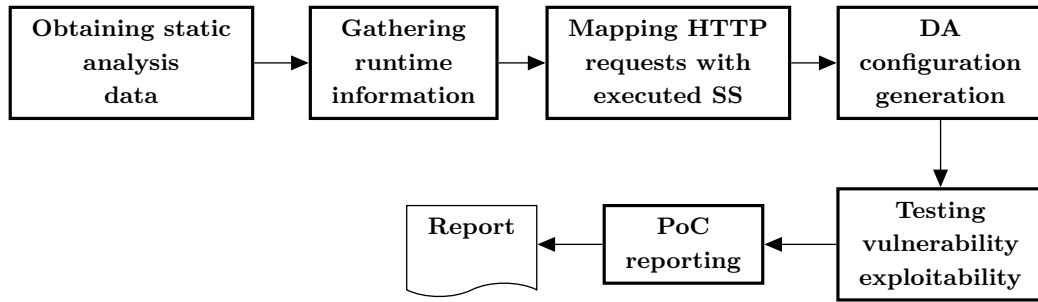 Obtaining static
analysis
data
Gathering
runtime
information
Mapping HTTP
requests with
executed SS
DA
configuration
generation
Testing
vulnerability
exploitability
PoC
reporting
Report